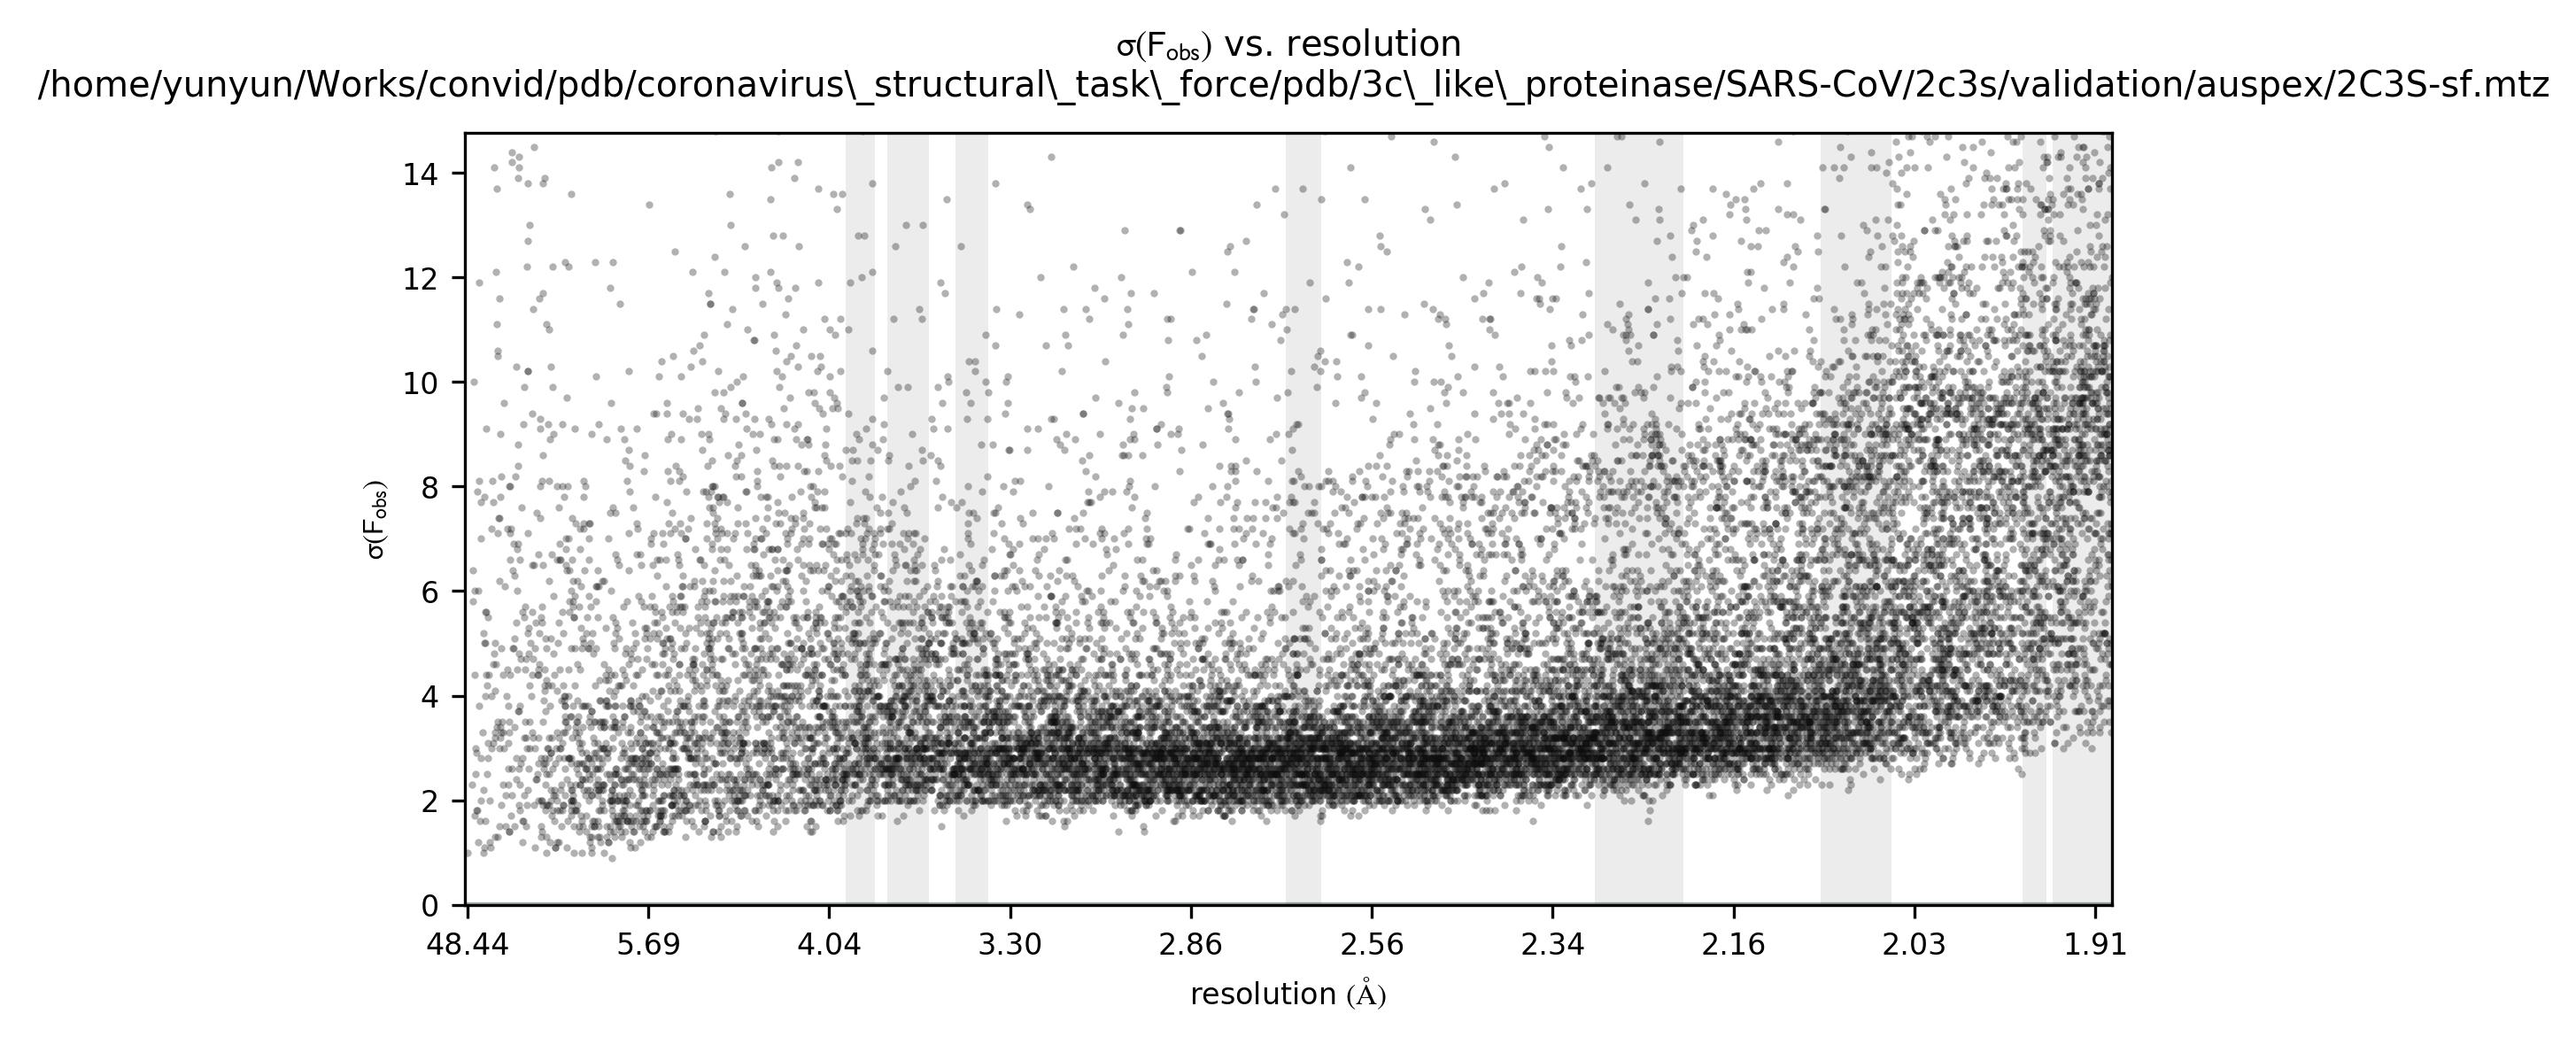 σ(Fobs) vs. resolution
/home/yunyun/Works/convid/pdb/coronavirus\_structural\_task\_force/pdb/3c\_like\_proteinase/SARS-CoV/2c3s/validation/auspex/2C3S-sf.mtz
14
12
10
8
6
4
2
0
σ(Fobs)
48.44 5.69 4.04 3.30 2.86 2.56 2.34 2.16 2.03 1.91
resolution (Å)